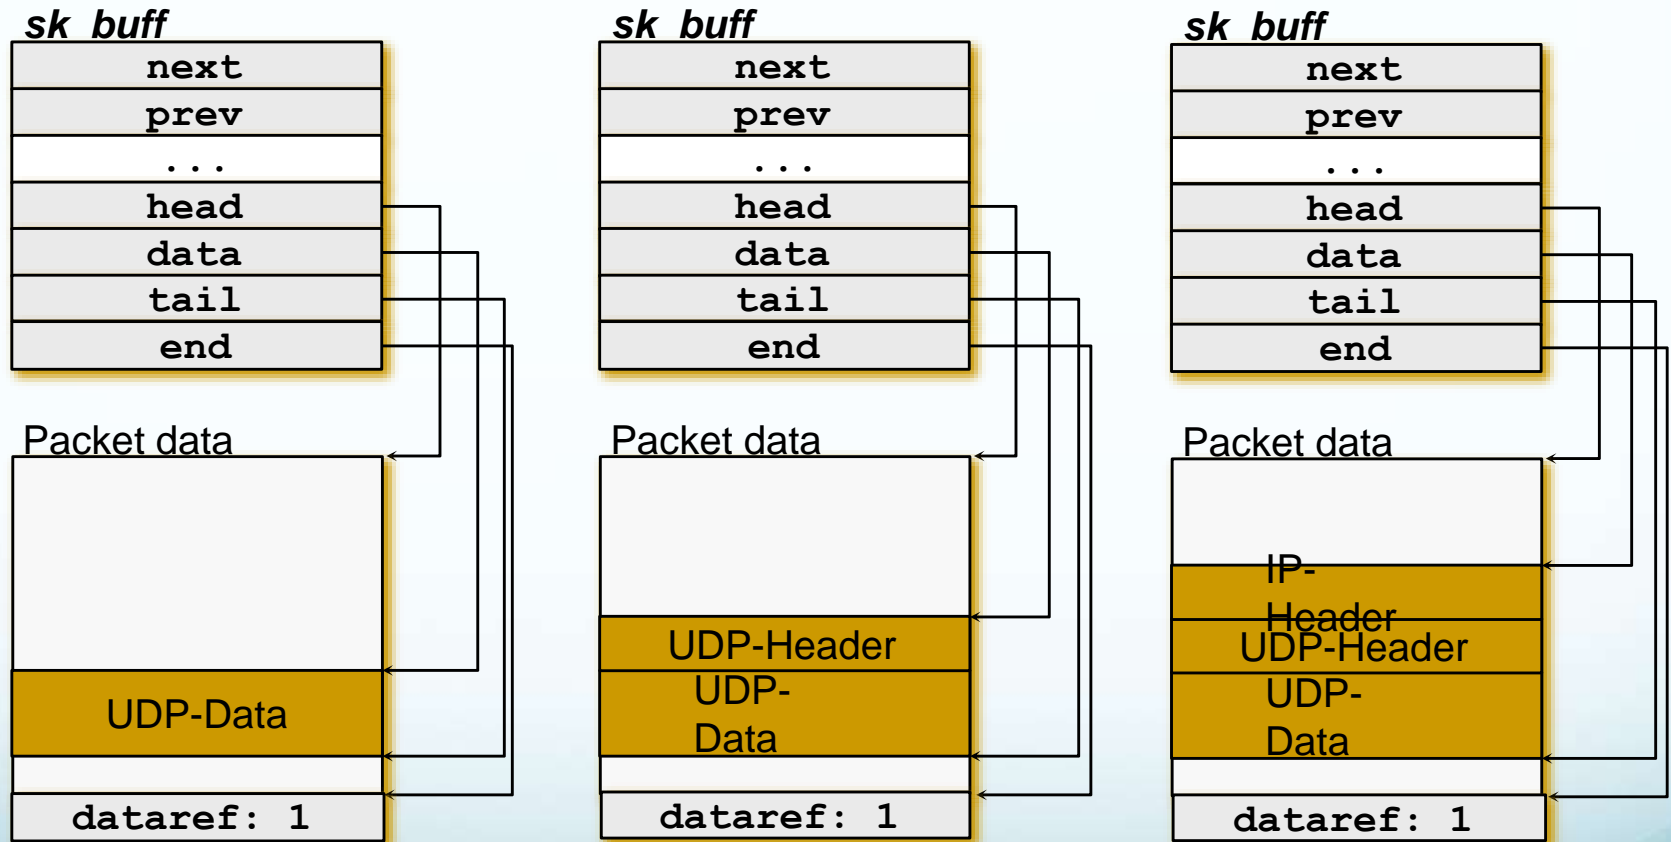 sk_buff
next
prev
...
head
data
tail
end
Packet data
UDP-Data
dataref: 1
sk_buff
next
prev
...
head
data
tail
end
Packet data
UDP-Header
UDP-
Data
dataref: 1
sk_buff
next
prev
...
head
data
tail
end
Packet data
IP-
Header
UDP-Header
UDP-
Data
dataref: 1